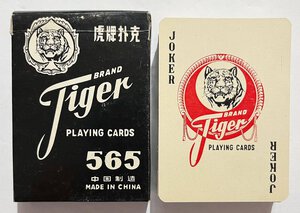 虎牌扑克
BRAND
Tiger
PLAYING CARDS
565
中国制造
MADE IN CHINA
JOKER
BRAND
Tiger
PLAYING CARDS
JOKER